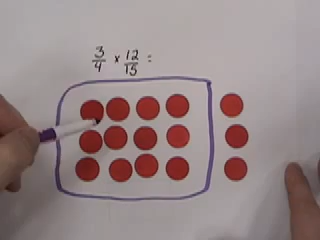 3/4 x 12/15 =